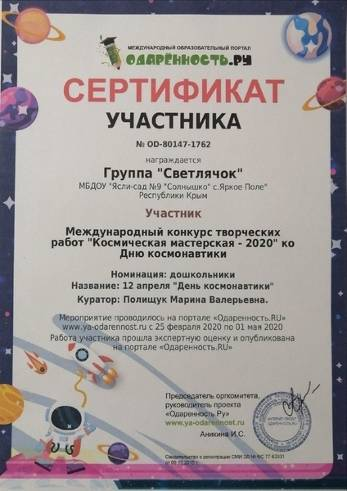 МЕЖДУНАРОДНЫЙ ОБРАЗОВАТЕЛЬНЫЙ ПОРТАЛ
ОДАРЁННОСТЬ.РУ
СЕРТИФИКАТ
УЧАСТНИКА
№ OD-80147-1762
награждается
Группа "Светлячок"
МБДОУ "Ясли-сад №9 "Солнышко" с.Яркое Поле"
Республики Крым
Участник
Международный конкурс творческих
работ "Космическая мастерская - 2020" ко
Дню космонавтики
Номинация: дошкольники
Название: 12 апреля "День космонавтики"
Куратор: Полищук Марина Валерьевна.
Мероприятие проводилось на портале «Одаренность.RU»
www.ya-odarennost.ru с 25 февраля 2020 по 01 мая 2020
Работа участника прошла экспертную оценку и опубликована
на портале «Одаренность.RU»
Председатель оргкомитета,
руководитель проекта
«Одаренность.Ру»
www.ya-odarennost.ru
Аникина И.С.
Свидетельство о регистрации СМИ